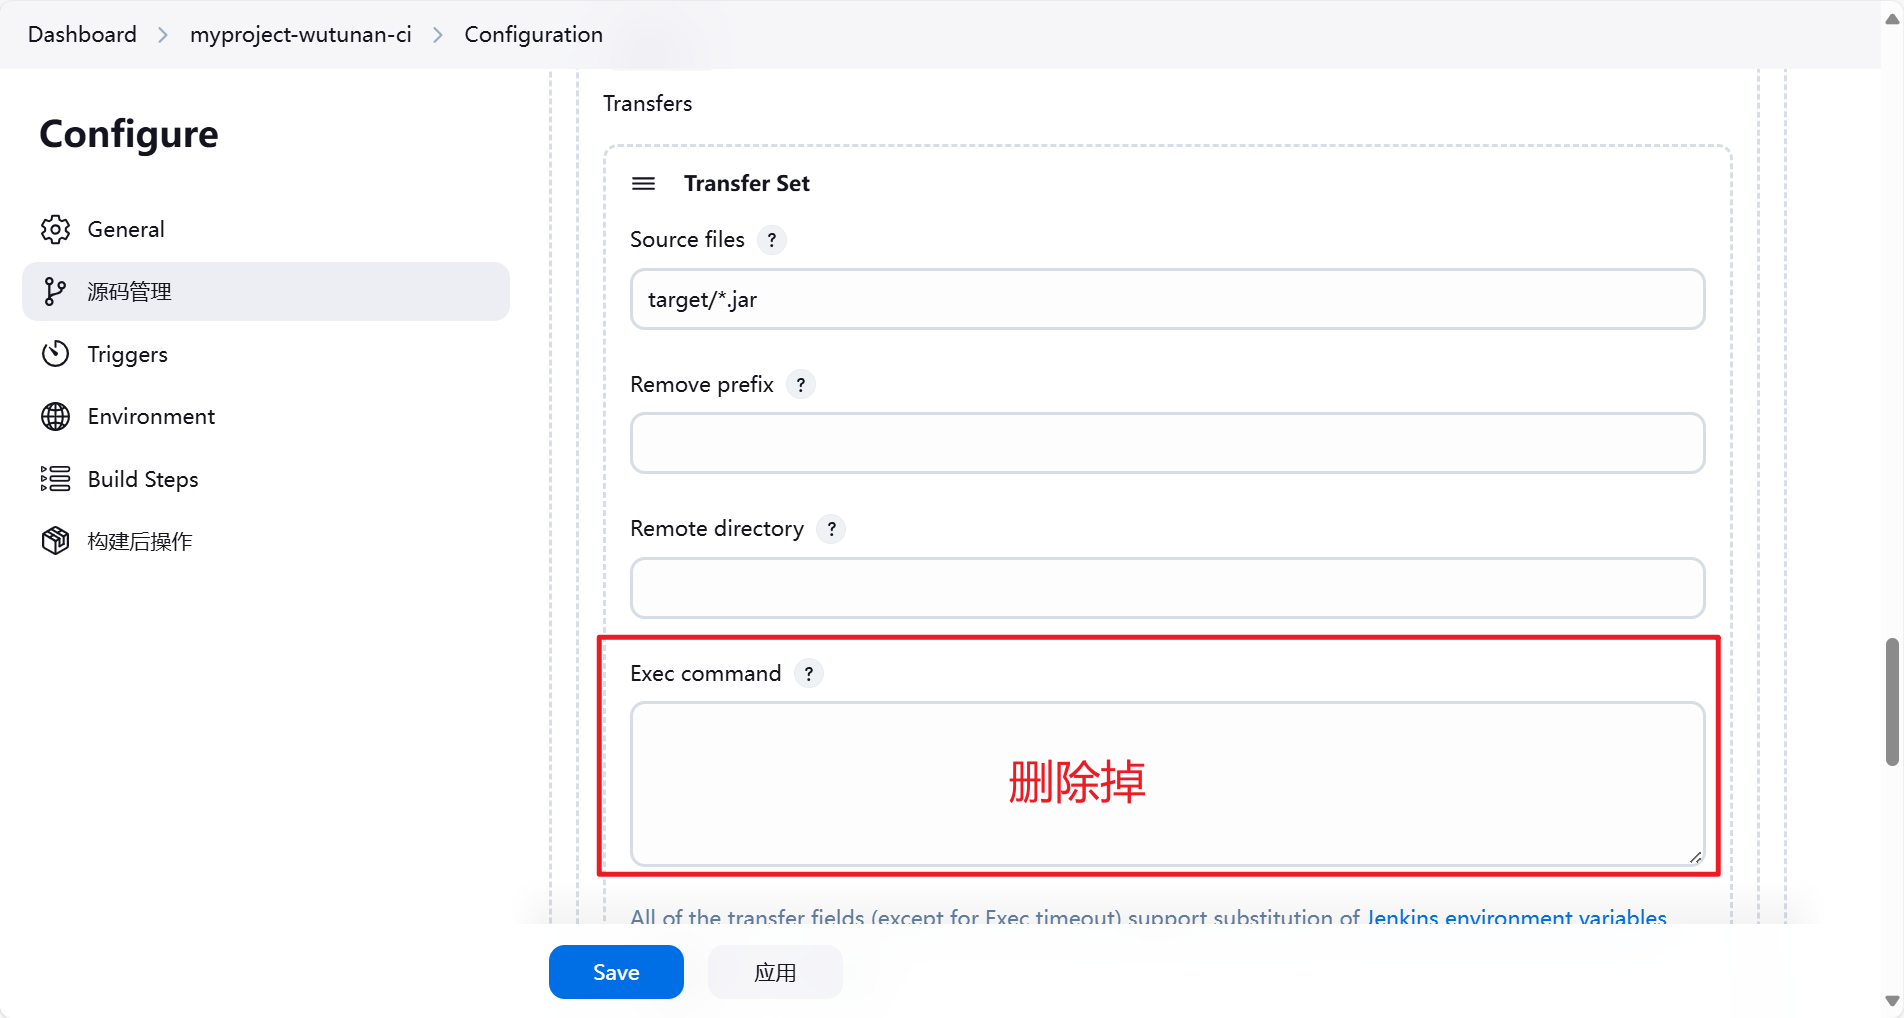 Dashboard > myproject-wutunan-ci > Configuration
Configure
General
源码管理
Triggers
Environment
Build Steps
构建后操作
Transfers
Transfer Set
Source files ?
target/*.jar
Remove prefix ?
Remote directory ?
Exec command ?
删除掉
All of the transfer fields (except for Exec timeout) support substitution of Jenkins environment variables
Save
应用